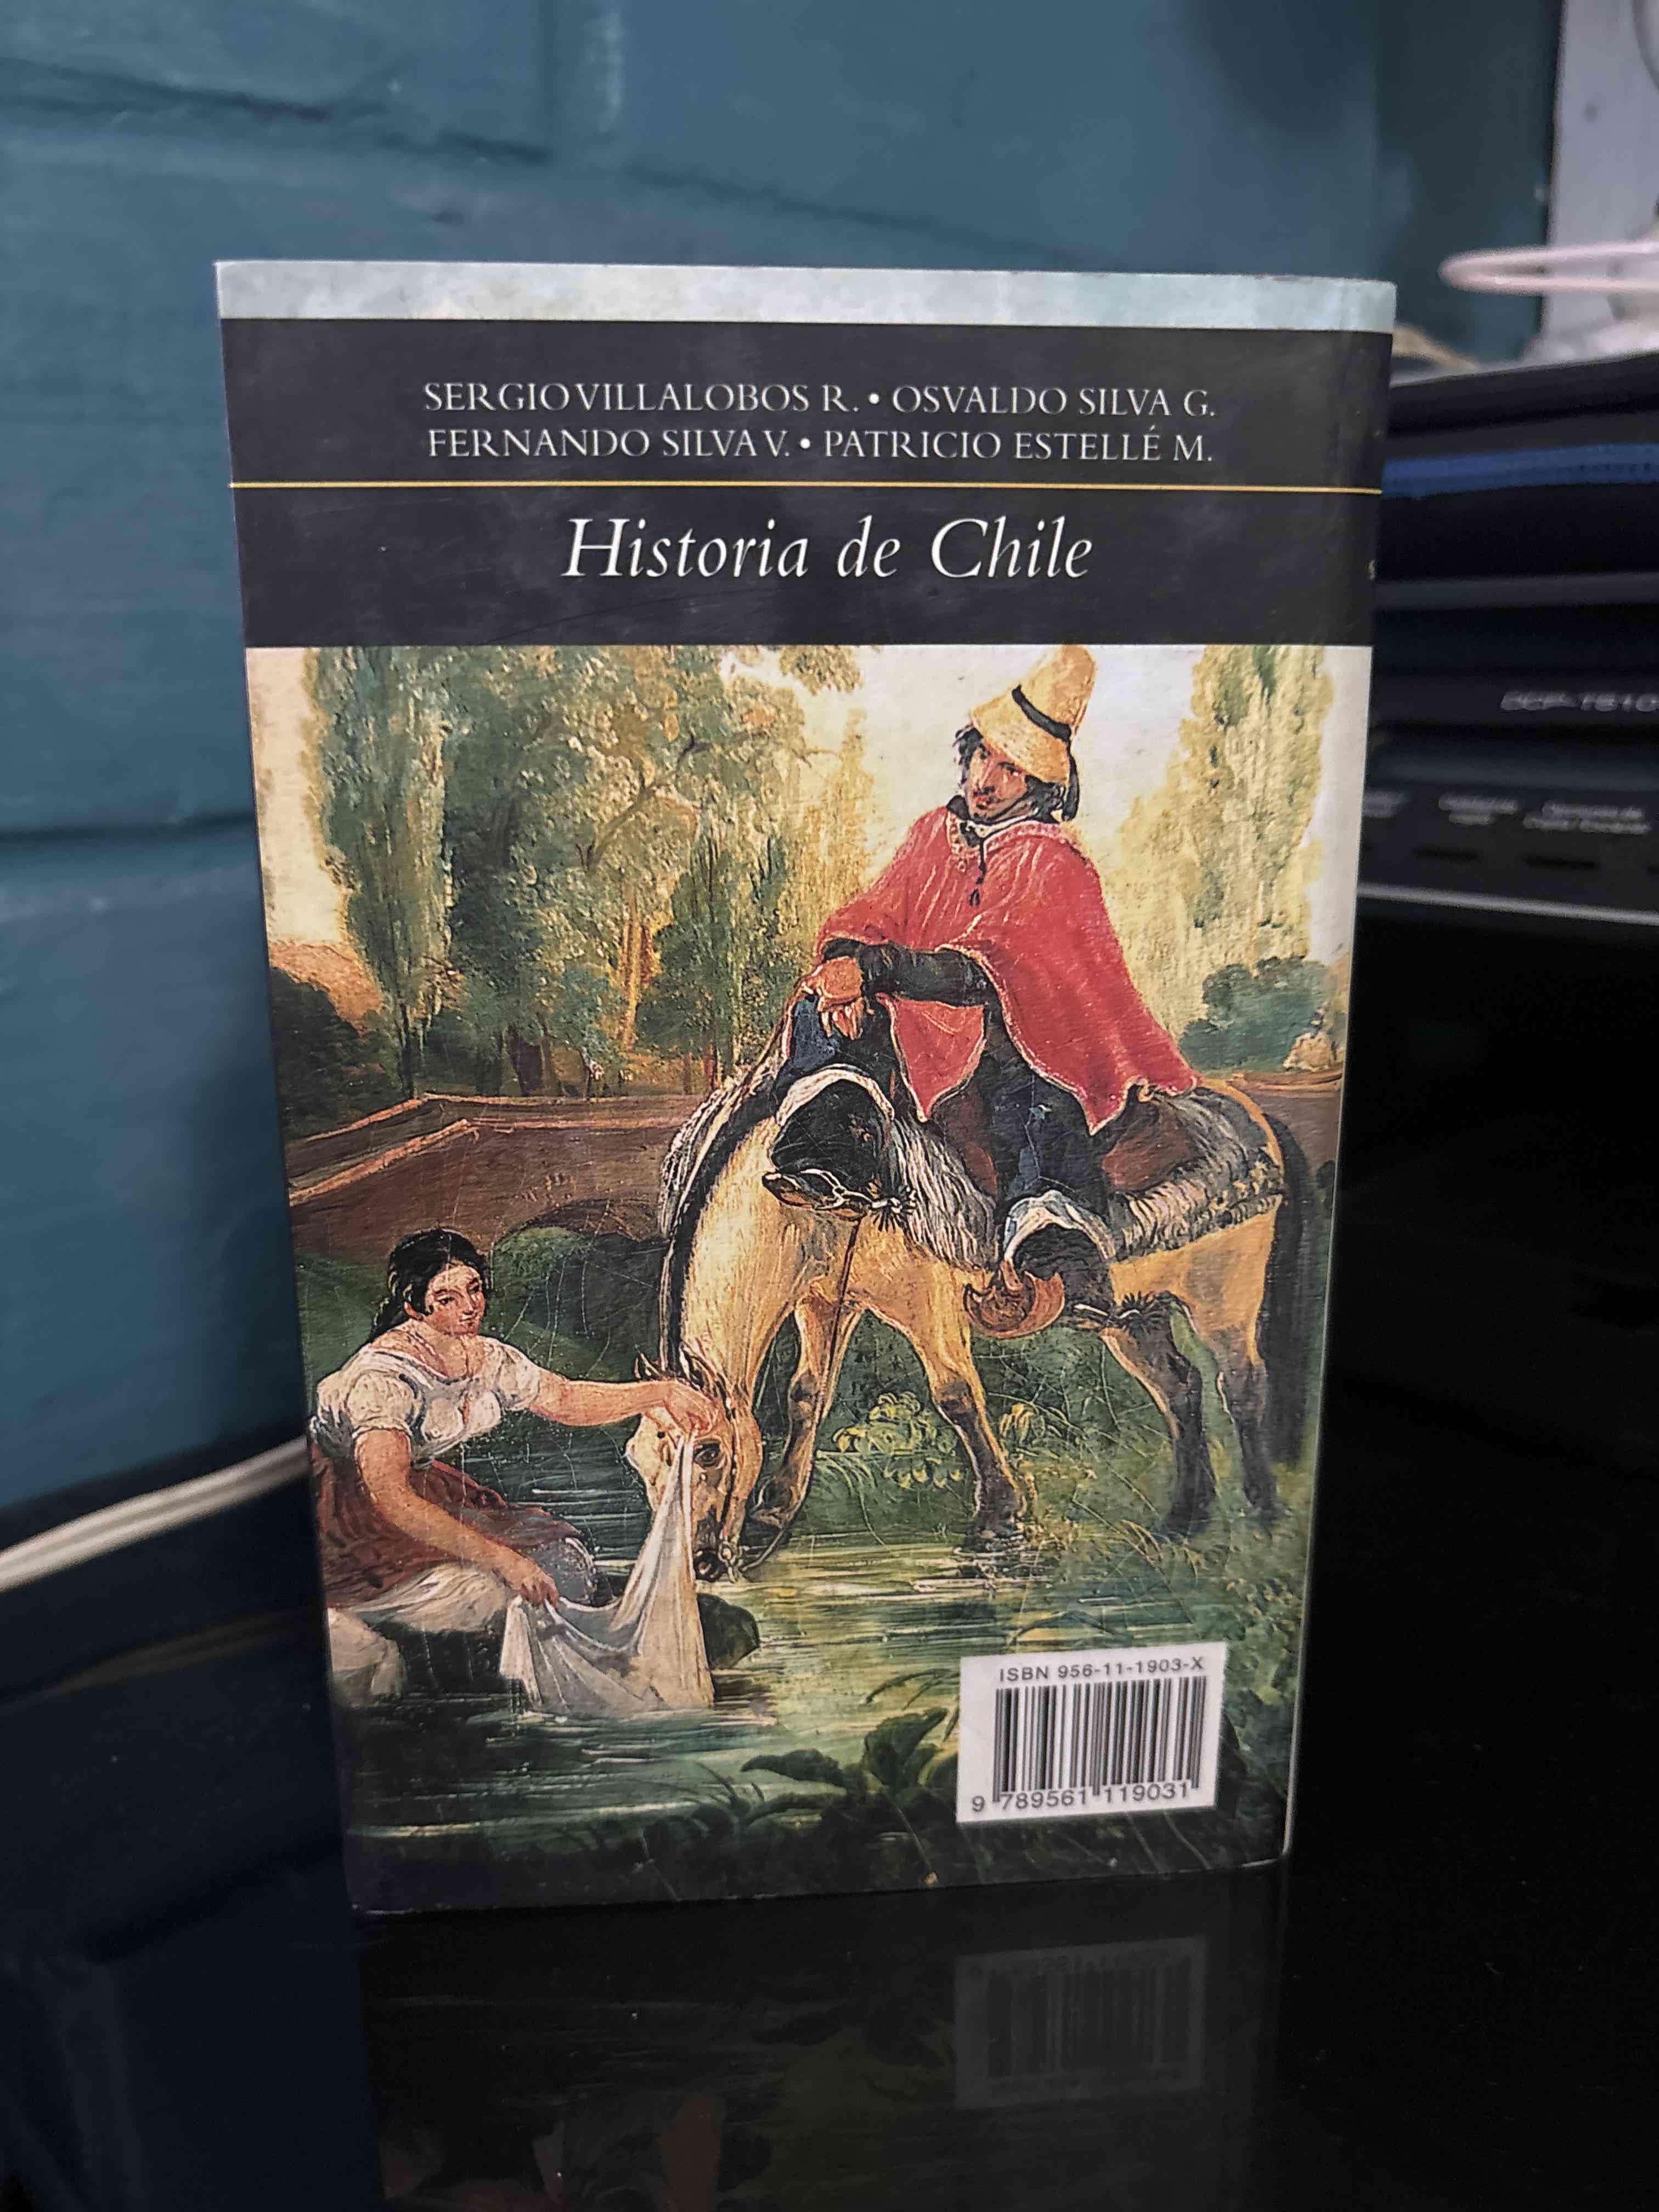 SERGIO VILLALOBOS R. • OSVALDO SILVA G.
FERNANDO SILVA V. • PATRICIO ESTELLÉ M.
Historia de Chile
ISBN 956-11-1903-X
9 789561 119031